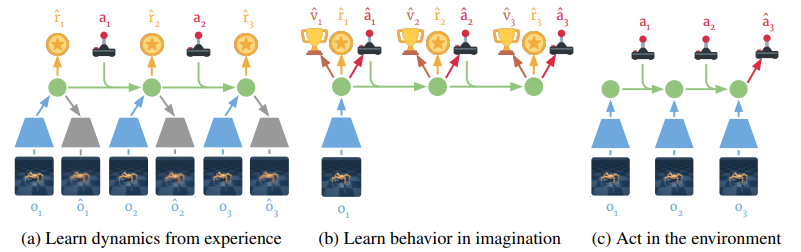 r̂₁ a₁ r̂₂ a₂ r̂₃
o₁ ô₁ o₂ ô₂ o₃ ô₃
(a) Learn dynamics from experience
v̂₁ r̂₁ â₁ v̂₂ r̂₂ â₂ v̂₃ r̂₃ â₃
o₁
(b) Learn behavior in imagination
a₁ a₂ â₃
o₁ o₂ o₃
(c) Act in the environment